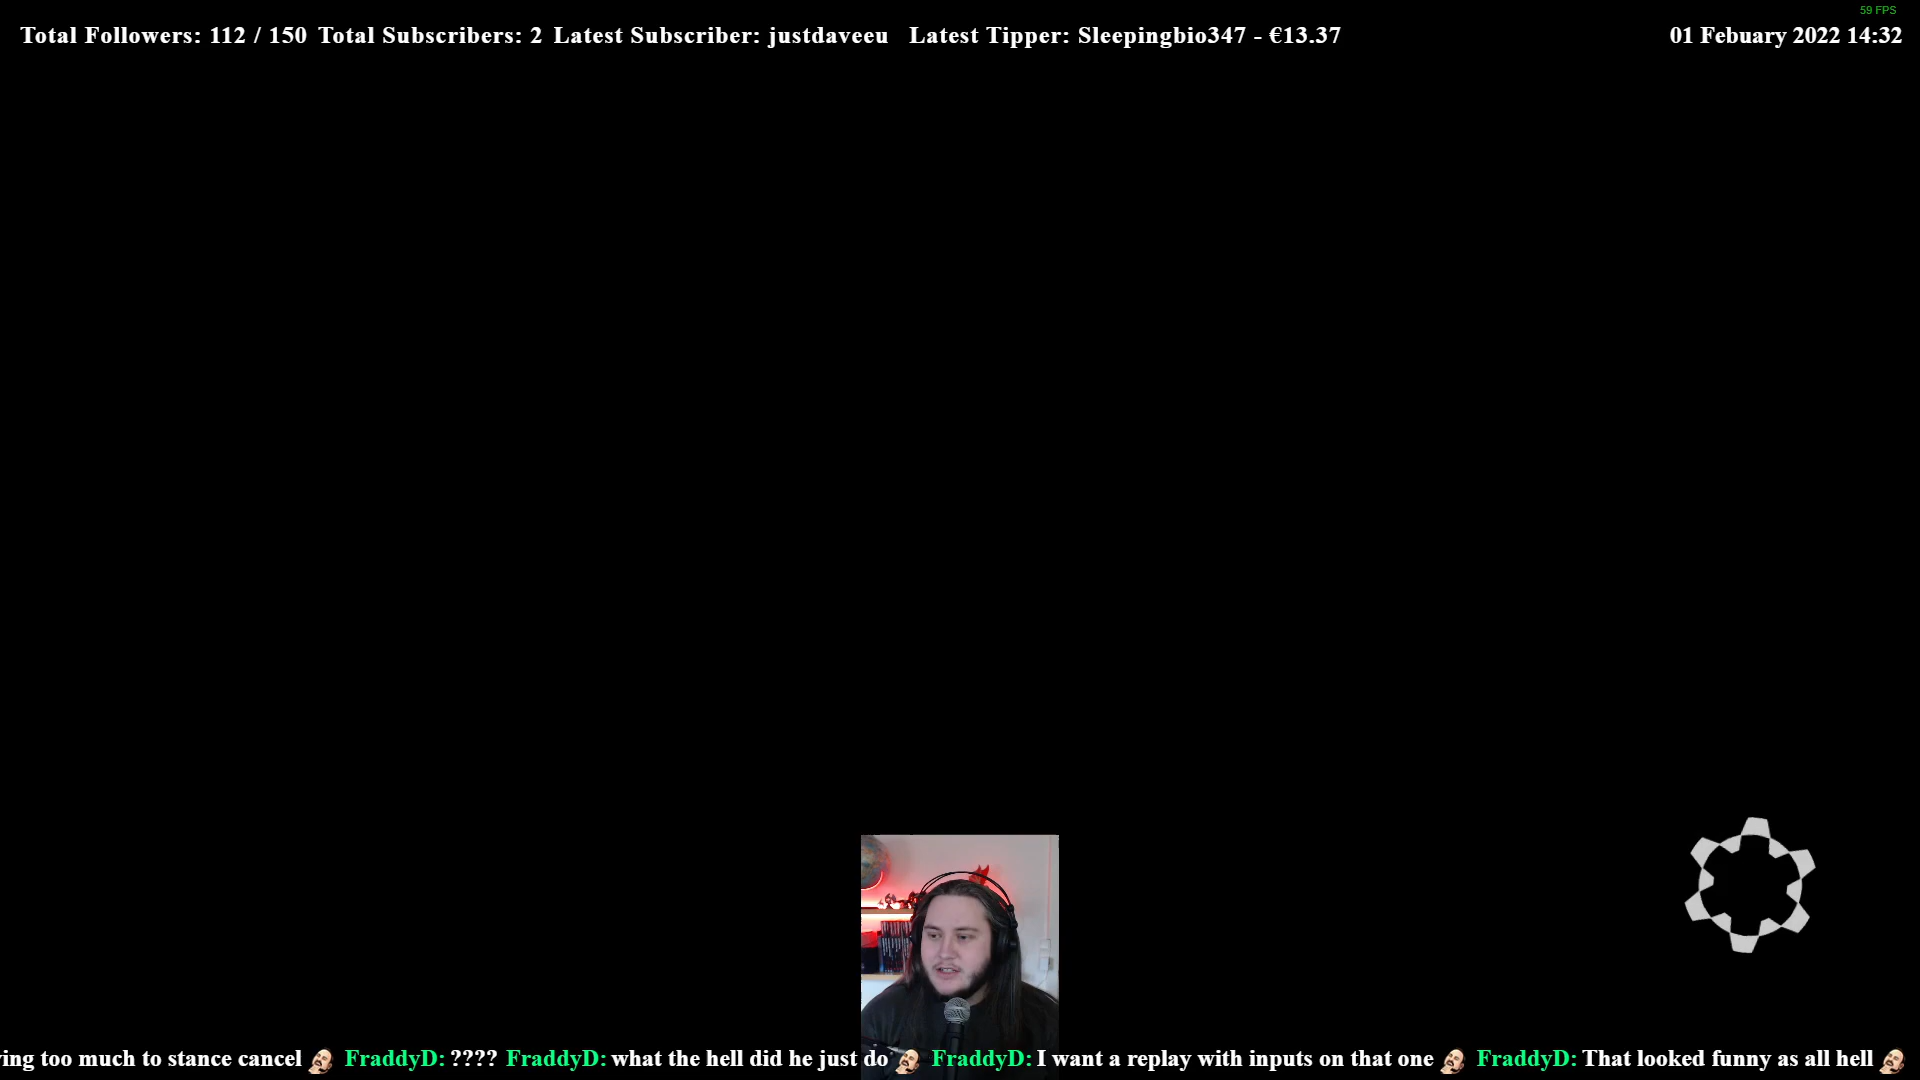 59 FPS
Total Followers: 112 / 150 Total Subscribers: 2 Latest Subscriber: justdaveeu Latest Tipper: Sleepingbio347 - €13.37
01 Febuary 2022 14:32
ing too much to stance cancel FraddyD: ???? FraddyD: what the hell did he just do FraddyD: I want a replay with inputs on that one FraddyD: That looked funny as all hell